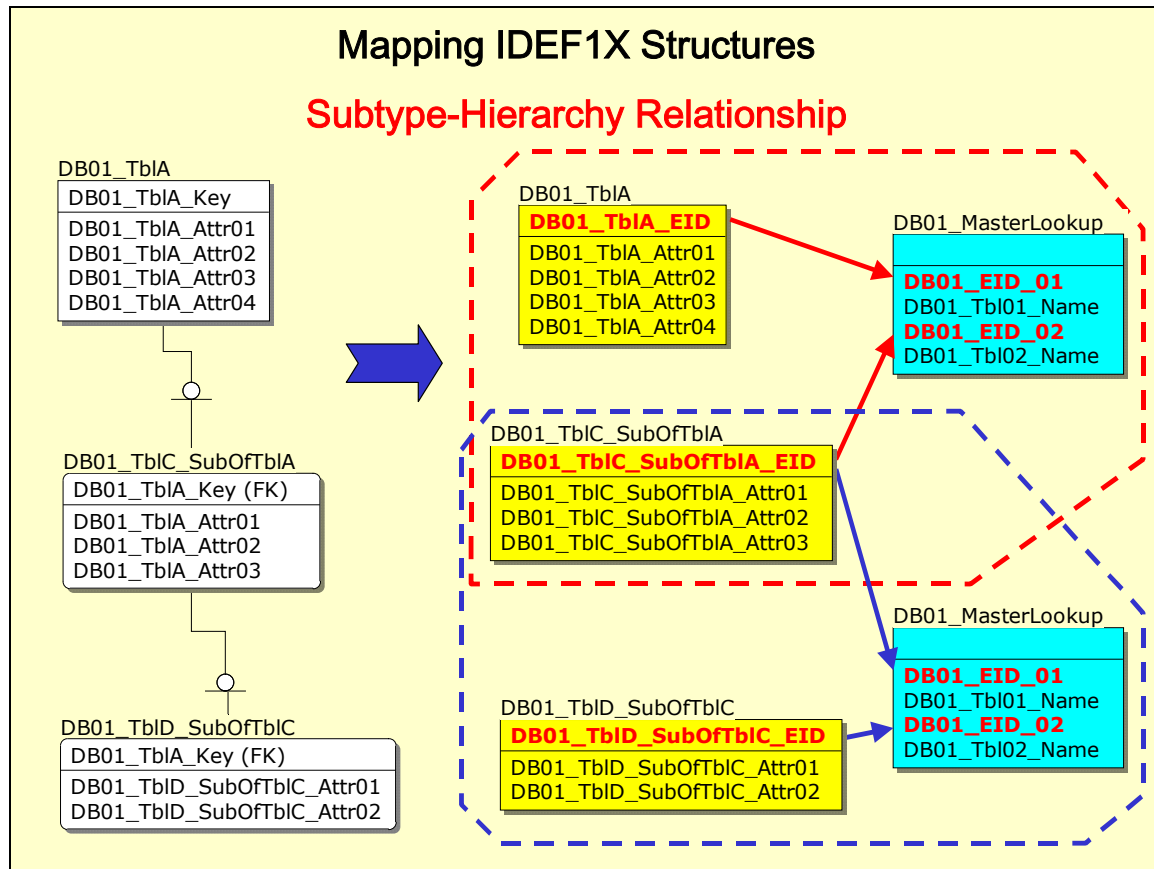 Mapping IDEF1X Structures
Subtype-Hierarchy Relationship
DB01_TblA
DB01_TblA_Key
DB01_TblA_Attr01
DB01_TblA_Attr02
DB01_TblA_Attr03
DB01_TblA_Attr04
DB01_TblC_SubOfTblA
DB01_TblA_Key (FK)
DB01_TblA_Attr01
DB01_TblA_Attr02
DB01_TblA_Attr03
DB01_TblD_SubOfTblC
DB01_TblA_Key (FK)
DB01_TblD_SubOfTblC_Attr01
DB01_TblD_SubOfTblC_Attr02
DB01_TblA
DB01_TblA_EID
DB01_TblA_Attr01
DB01_TblA_Attr02
DB01_TblA_Attr03
DB01_TblA_Attr04
DB01_MasterLookup
DB01_EID_01
DB01_Tbl01_Name
DB01_EID_02
DB01_Tbl02_Name
DB01_TblC_SubOfTblA
DB01_TblC_SubOfTblA_EID
DB01_TblC_SubOfTblA_Attr01
DB01_TblC_SubOfTblA_Attr02
DB01_TblC_SubOfTblA_Attr03
DB01_MasterLookup
DB01_EID_01
DB01_Tbl01_Name
DB01_EID_02
DB01_Tbl02_Name
DB01_TblD_SubOfTblC
DB01_TblD_SubOfTblC_EID
DB01_TblD_SubOfTblC_Attr01
DB01_TblD_SubOfTblC_Attr02